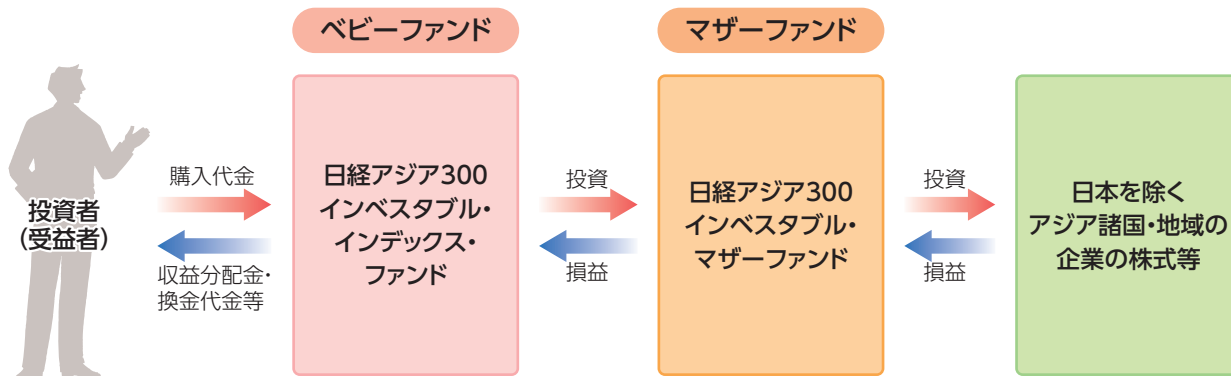 ベビーファンド
マザーファンド
投資者
(受益者)
購入代金
収益分配金・
換金代金等
日経アジア300
インベスタブル・
インデックス・
ファンド
投資
損益
日経アジア300
インベスタブル・
マザーファンド
投資
損益
日本を除く
アジア諸国・地域の
企業の株式等